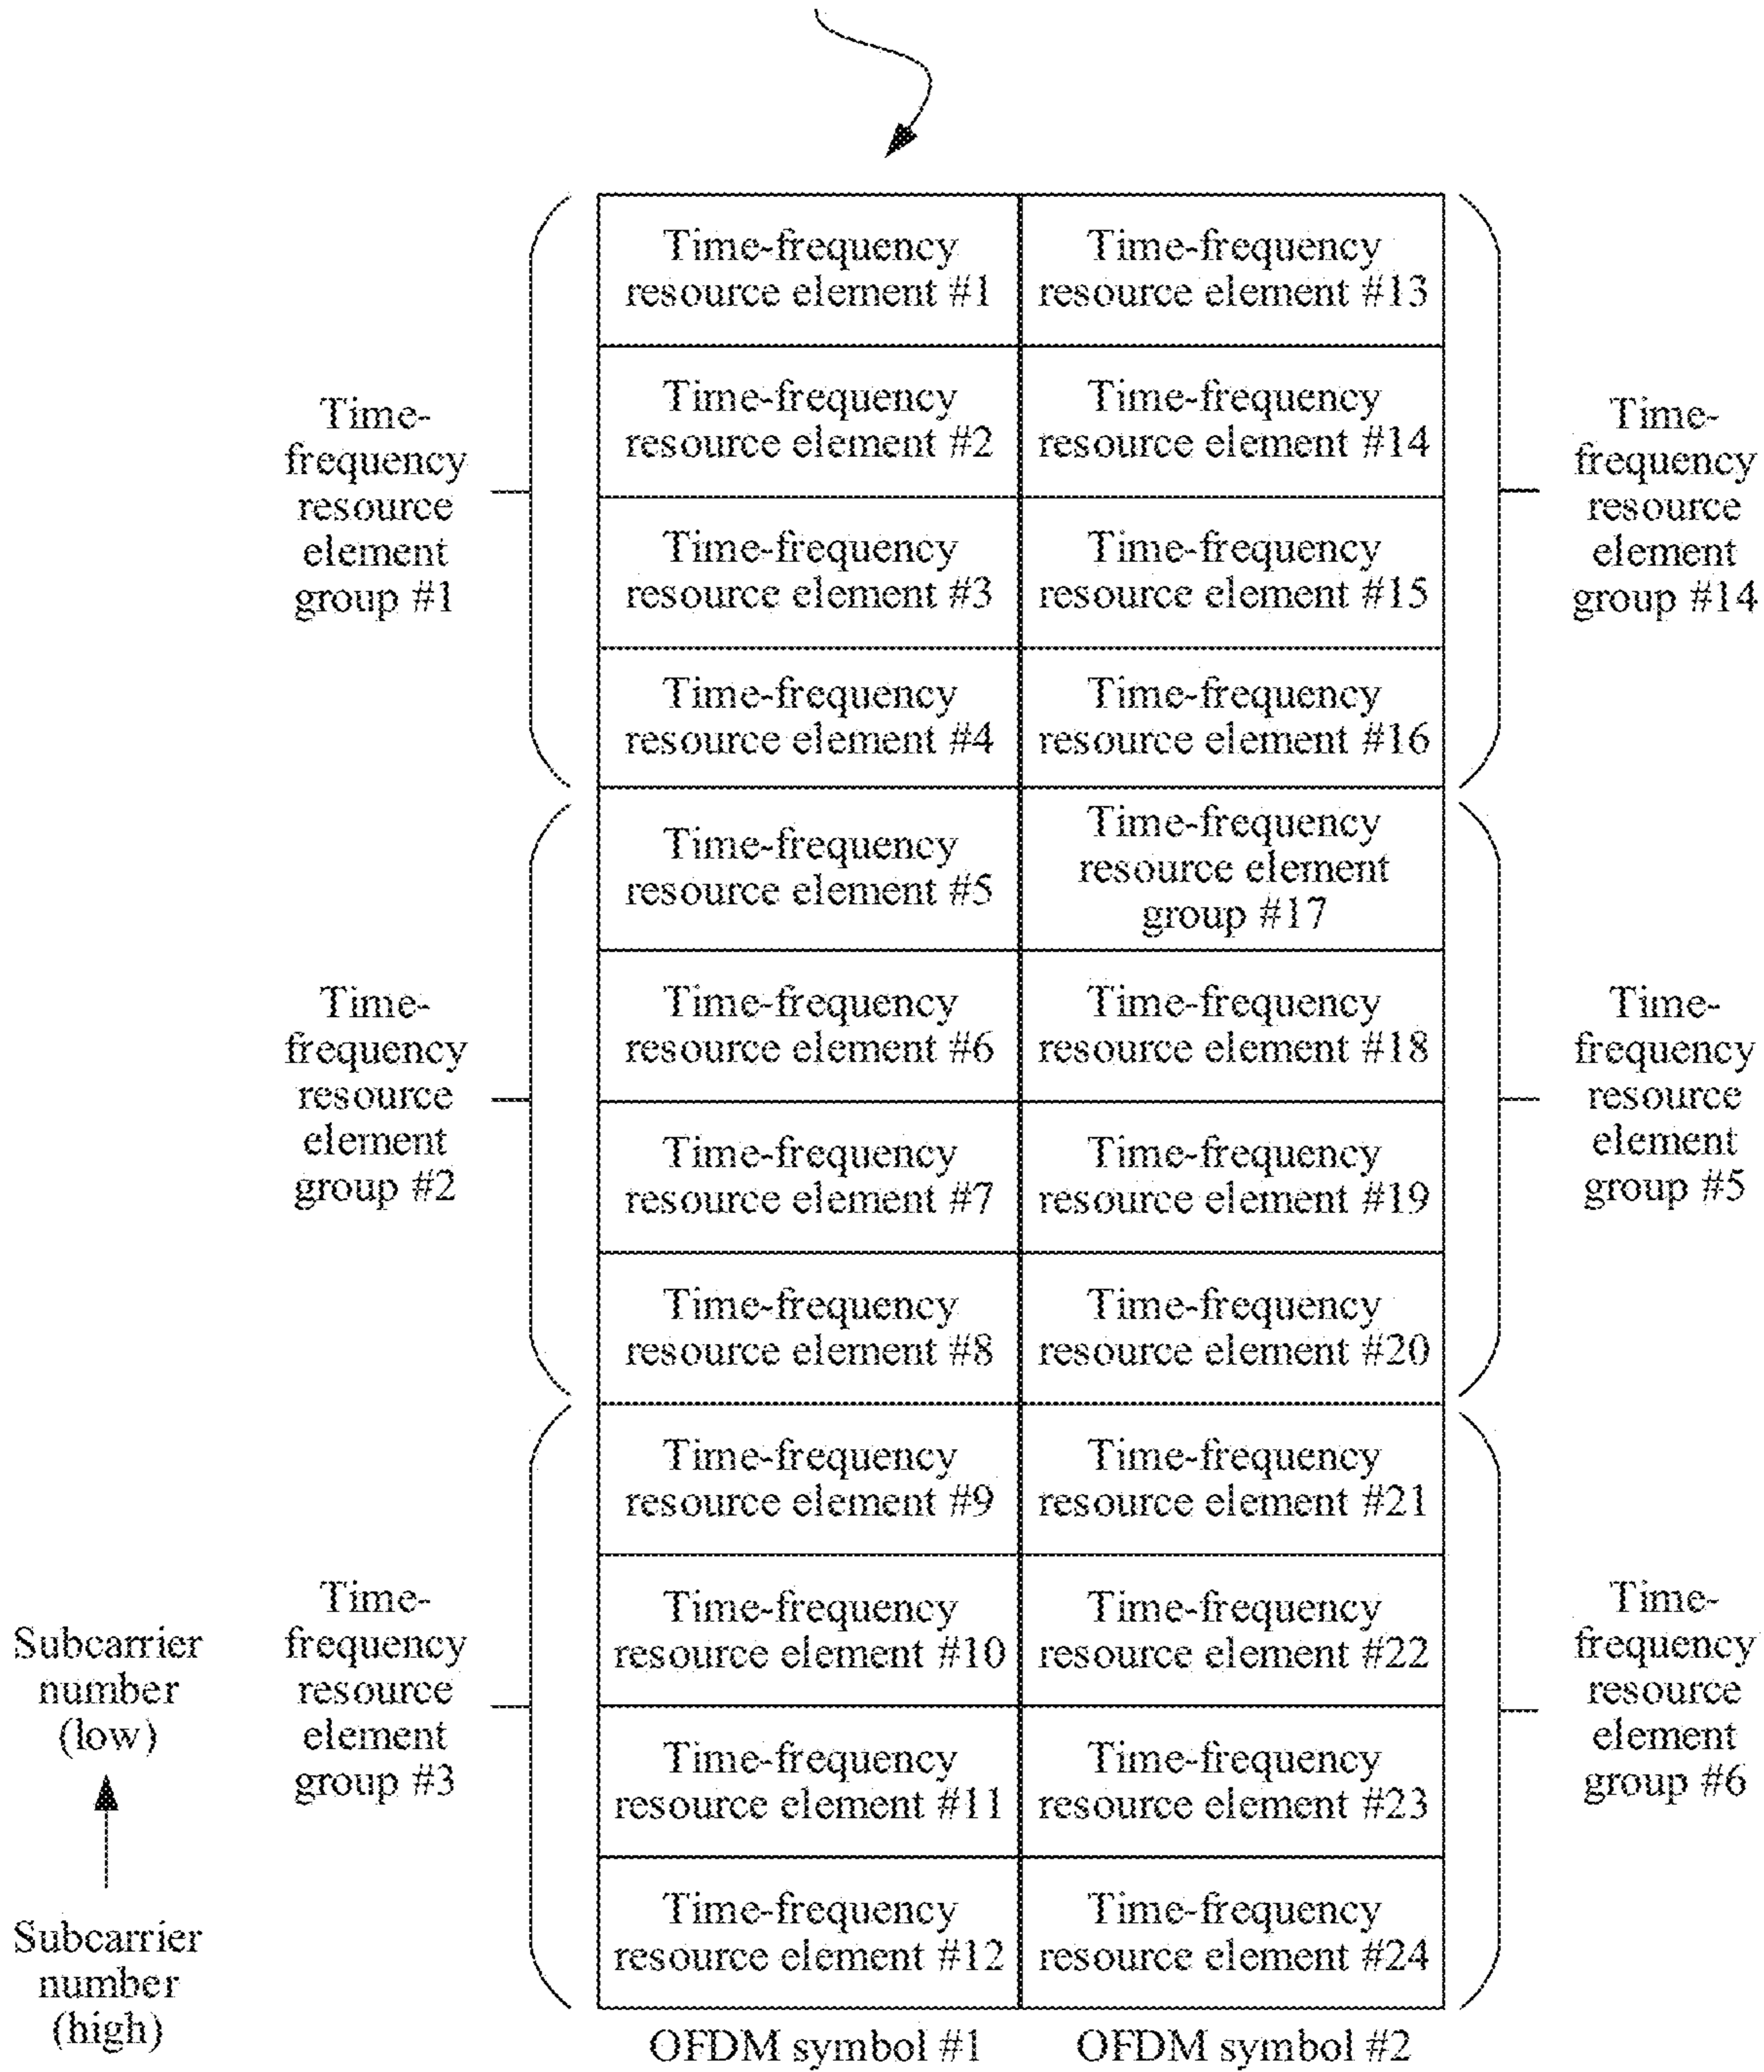 Time-
frequency
resource
element
group #1
Time-
frequency
resource
element
group #2
Time-
frequency
resource
element
group #3
Subcarrier
number
(low)
Subcarrier
number
(high)
Time-frequency
resource element #1
Time-frequency
resource element #2
Time-frequency
resource element #3
Time-frequency
resource element #4
Time-frequency
resource element #5
Time-frequency
resource element #6
Time-frequency
resource element #7
Time-frequency
resource element #8
Time-frequency
resource element #9
Time-frequency
resource element #10
Time-frequency
resource element #11
Time-frequency
resource element #12
OFDM symbol #1
Time-frequency
resource element #13
Time-frequency
resource element #14
Time-frequency
resource element #15
Time-frequency
resource element #16
Time-frequency
resource element
group #17
Time-frequency
resource element #18
Time-frequency
resource element #19
Time-frequency
resource element #20
Time-frequency
resource element #21
Time-frequency
resource element #22
Time-frequency
resource element #23
Time-frequency
resource element #24
OFDM symbol #2
Time-
frequency
resource
element
group #14
Time-
frequency
resource
element
group #5
Time-
frequency
resource
element
group #6